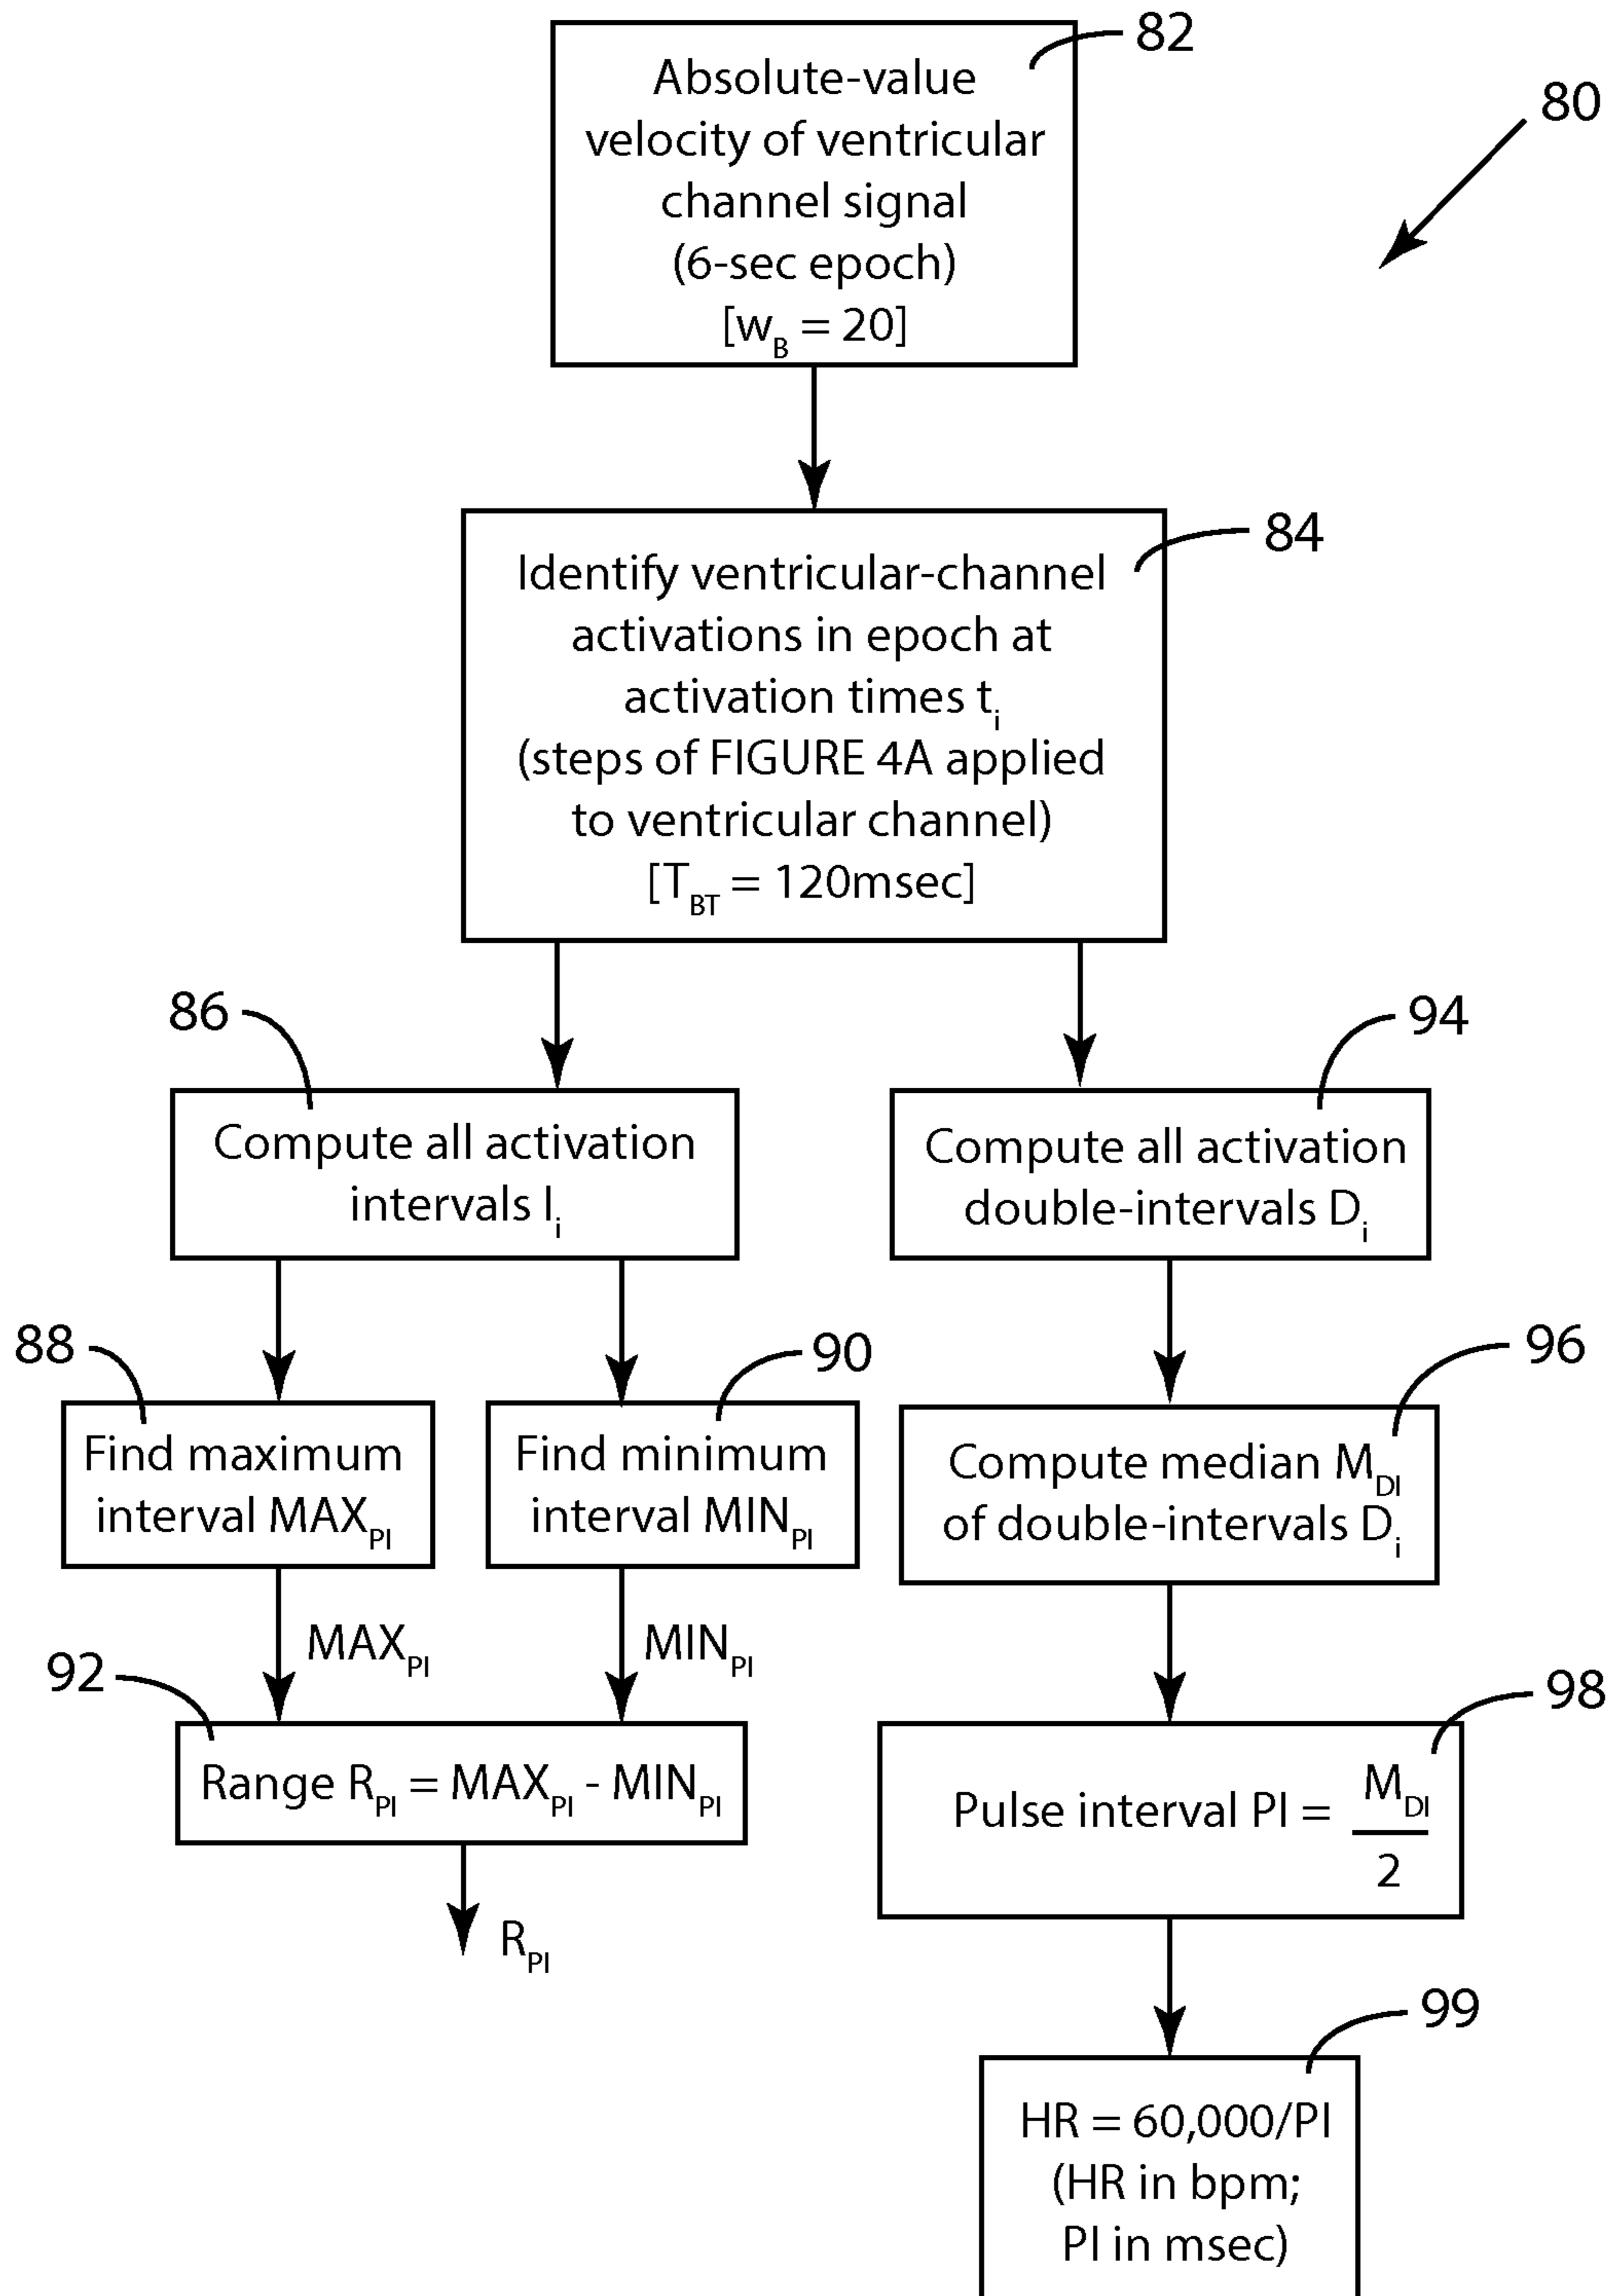 82
80
Absolute-value
velocity of ventricular
channel signal
(6-sec epoch)
[w_B = 20]
84
Identify ventricular-channel
activations in epoch at
activation times t_i
(steps of FIGURE 4A applied
to ventricular channel)
[T_BT = 120msec]
86
Compute all activation
intervals I_i
94
Compute all activation
double-intervals D_i
88
Find maximum
interval MAX_PI
90
Find minimum
interval MIN_PI
96
Compute median M_DI
of double-intervals D_i
MAX_PI
MIN_PI
92
Range R_PI = MAX_PI - MIN_PI
R_PI
98
Pulse interval PI = M_DI
2
99
HR = 60,000/PI
(HR in bpm;
PI in msec)